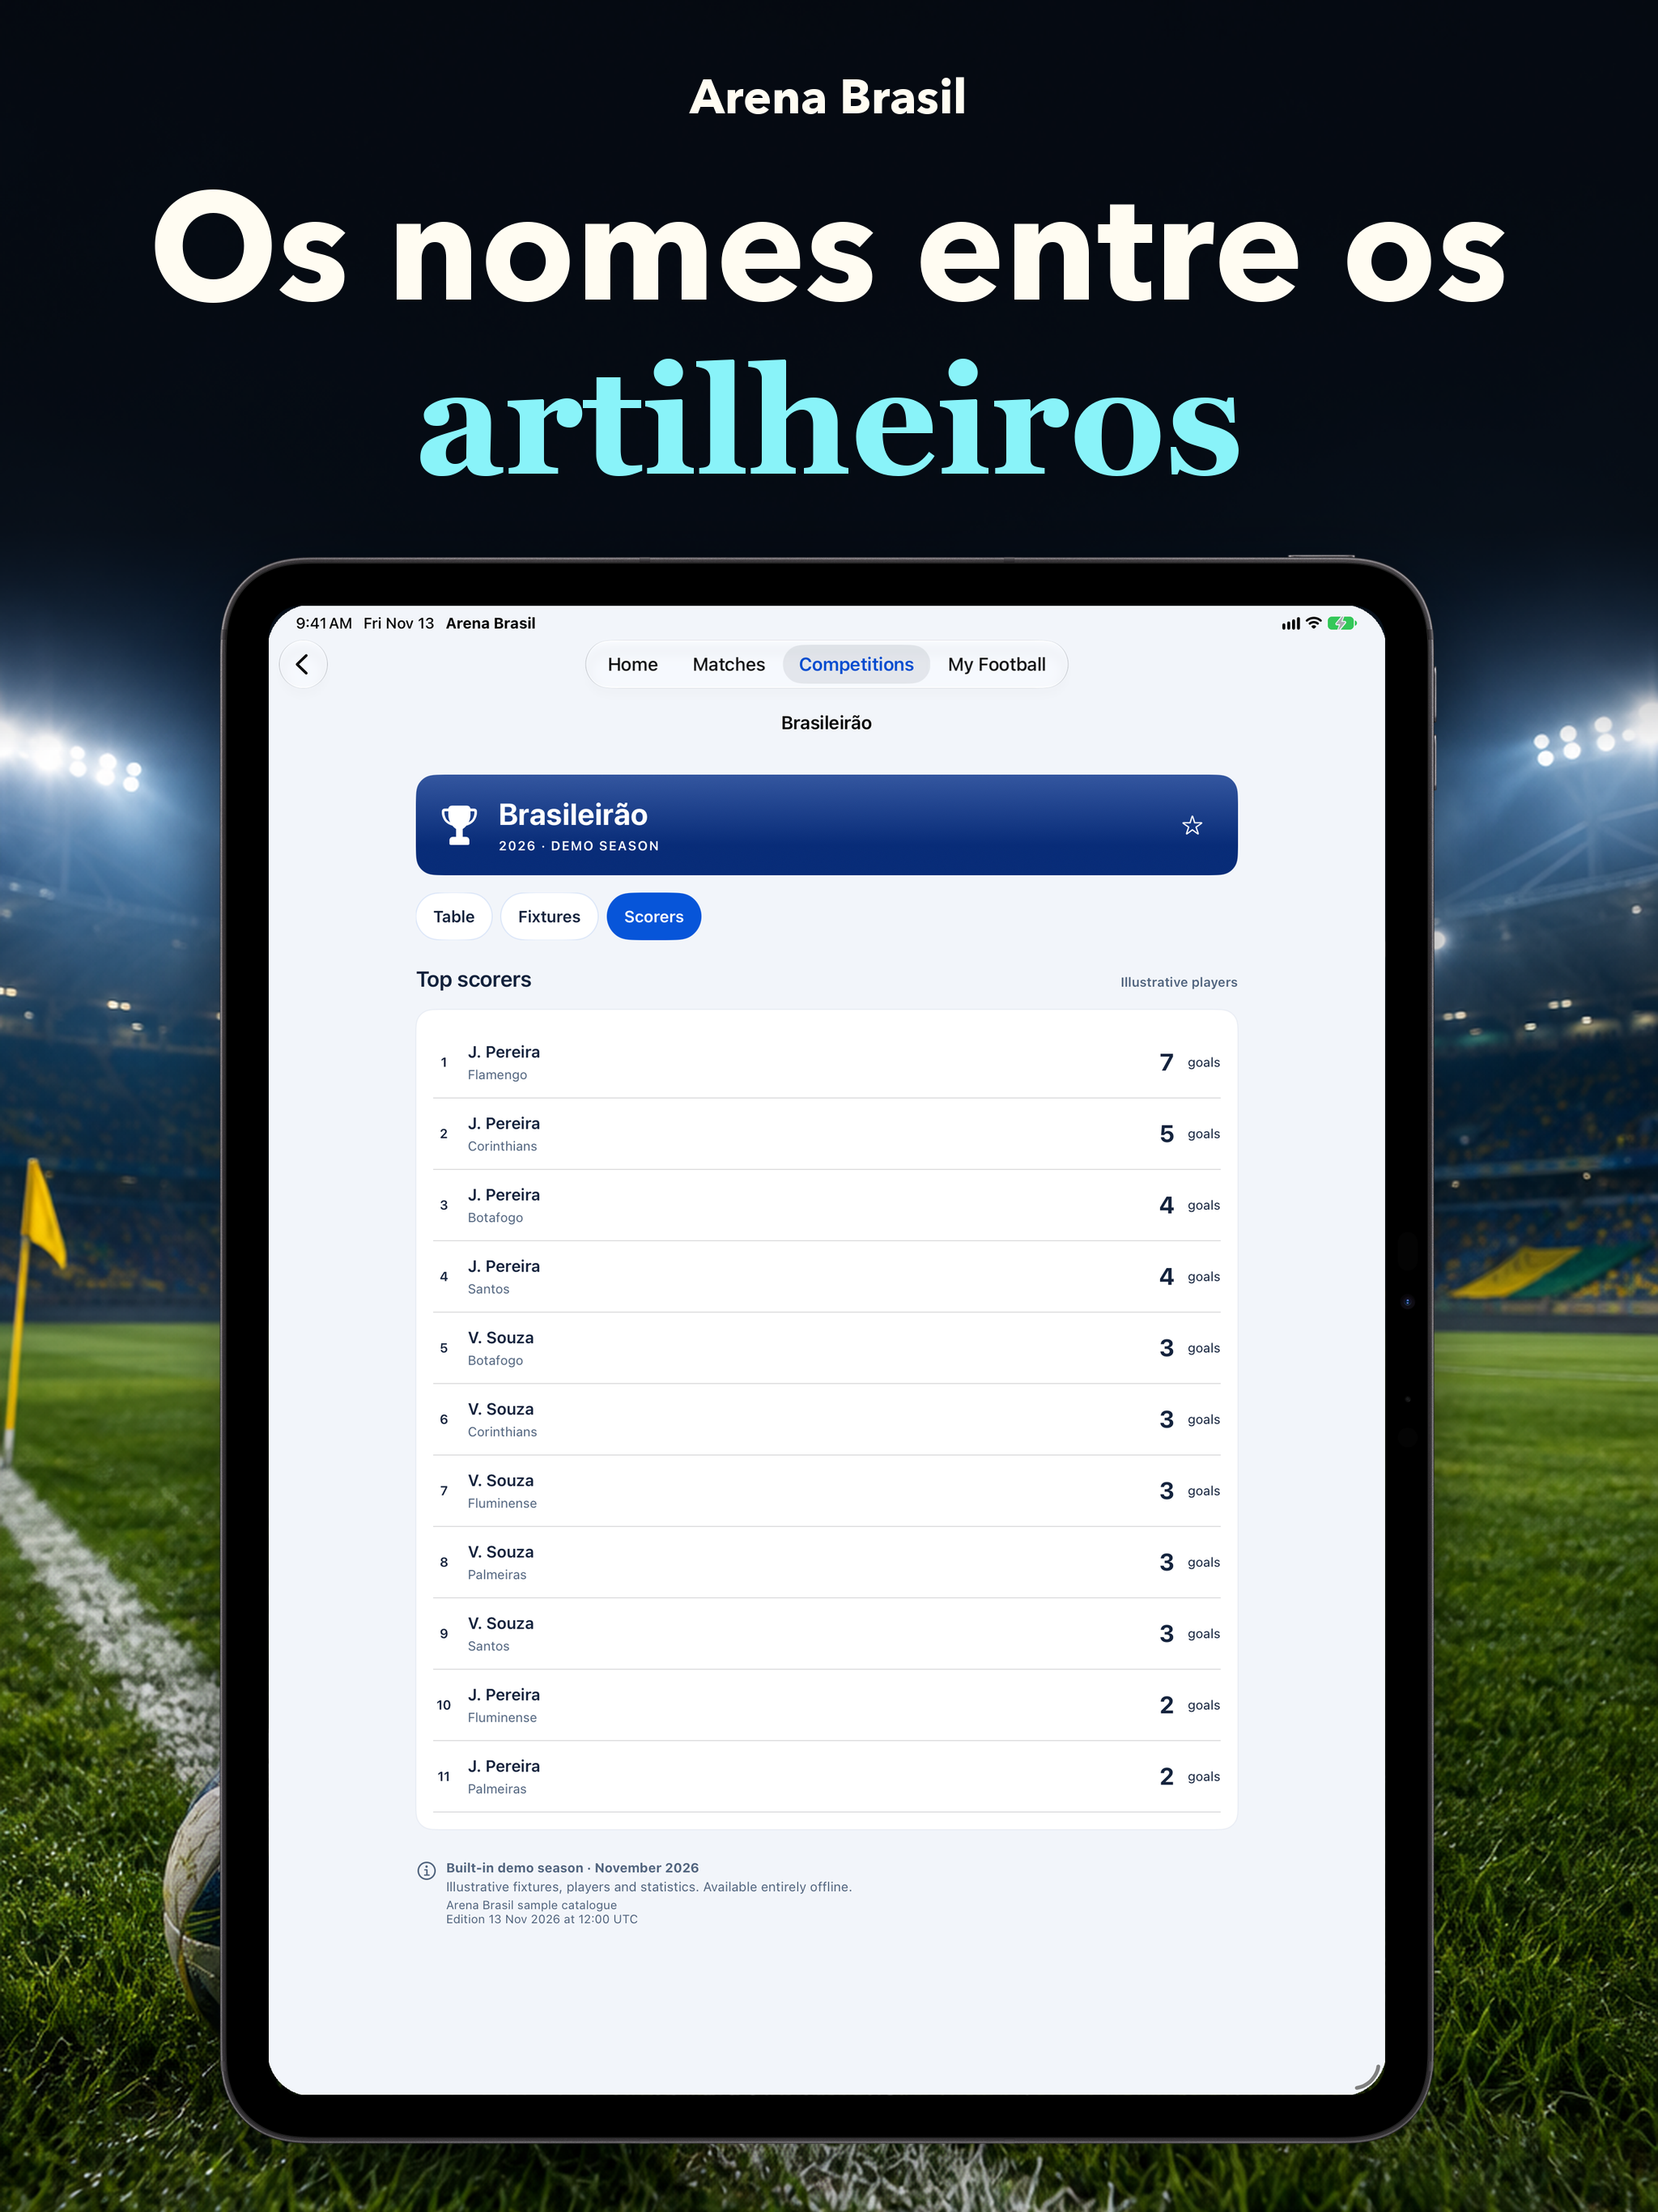 Arena Brasil
Os nomes entre os
artilheiros
9:41 AM Fri Nov 13 Arena Brasil
Home Matches Competitions My Football
Brasileirão
Brasileirão
2026 · DEMO SEASON
Table Fixtures Scorers
Top scorers Illustrative players
1 J. Pereira 7 goals
Flamengo
2 J. Pereira 5 goals
Corinthians
3 J. Pereira 4 goals
Botafogo
4 J. Pereira 4 goals
Santos
5 V. Souza 3 goals
Botafogo
6 V. Souza 3 goals
Corinthians
7 V. Souza 3 goals
Fluminense
8 V. Souza 3 goals
Palmeiras
9 V. Souza 3 goals
Santos
10 J. Pereira 2 goals
Fluminense
11 J. Pereira 2 goals
Palmeiras
Built-in demo season · November 2026
Illustrative fixtures, players and statistics. Available entirely offline.
Arena Brasil sample catalogue
Edition 13 Nov 2026 at 12:00 UTC